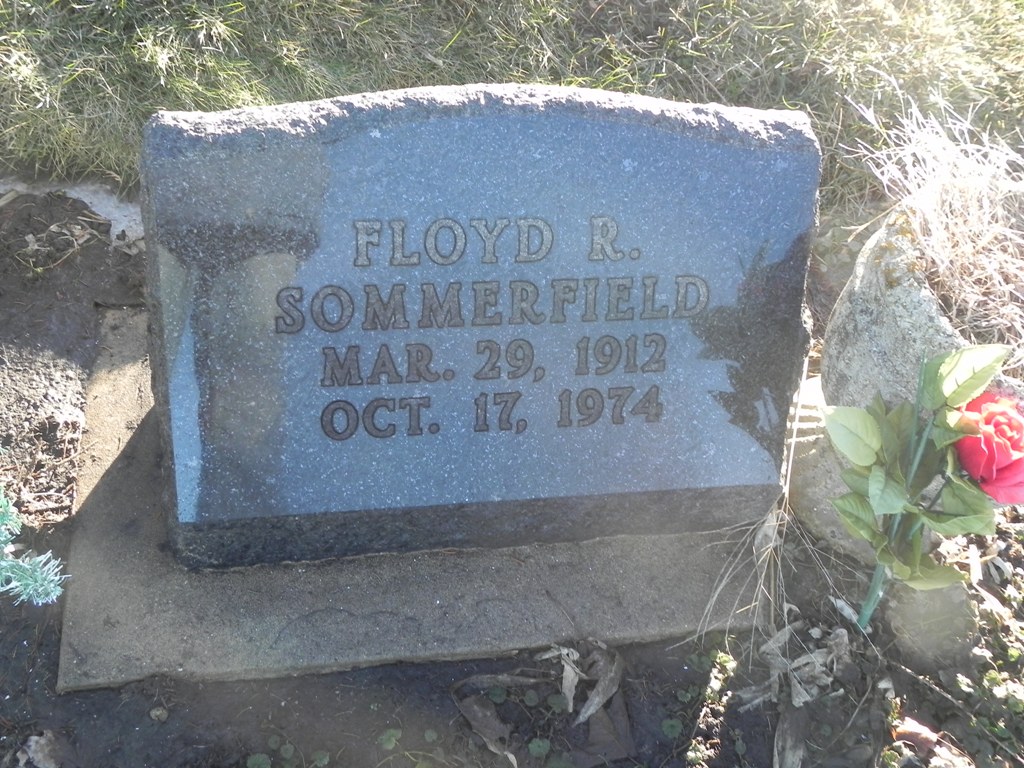 FLOYD R.
SOMMERFIELD
MAR. 29, 1912
OCT. 17, 1974